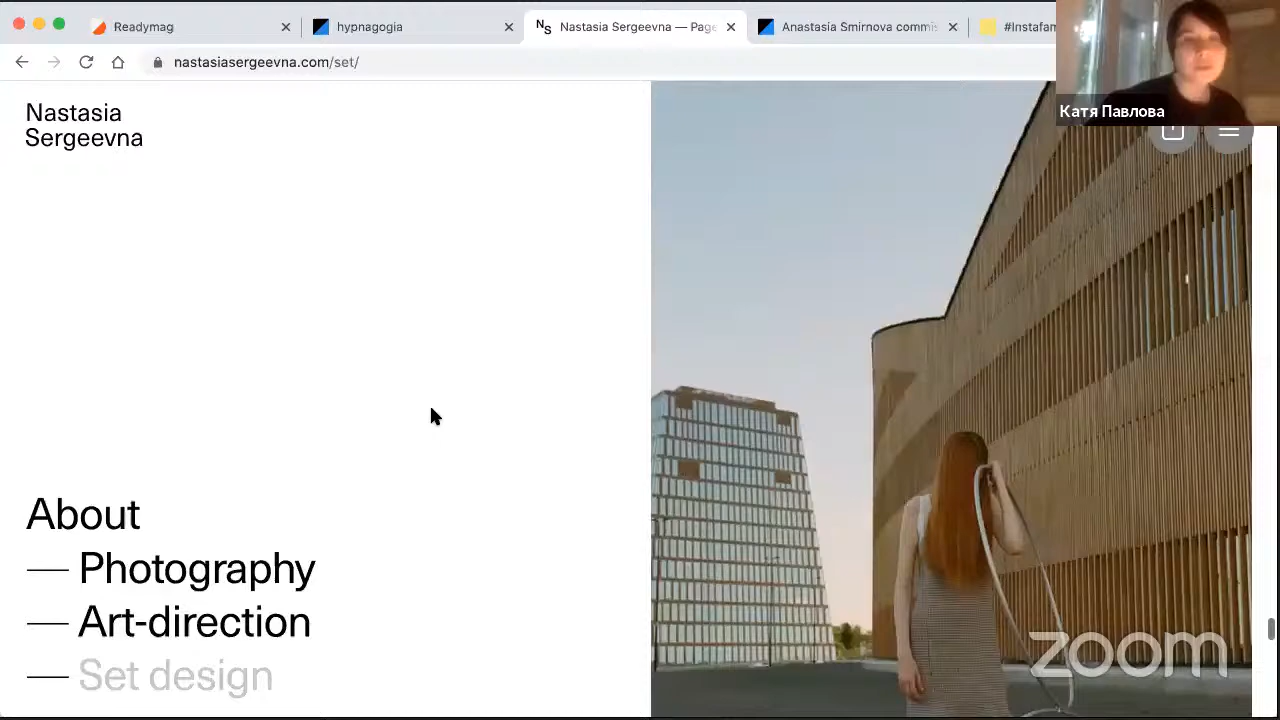 Readymag
hypnagogia
Nastasia Sergeevna — Page
Anastasia Smirnova commis
#Instafam
nastasiasergeevna.com/set/
Катя Павлова
Nastasia
Sergeevna
About
— Photography
— Art-direction
— Set design
zoom